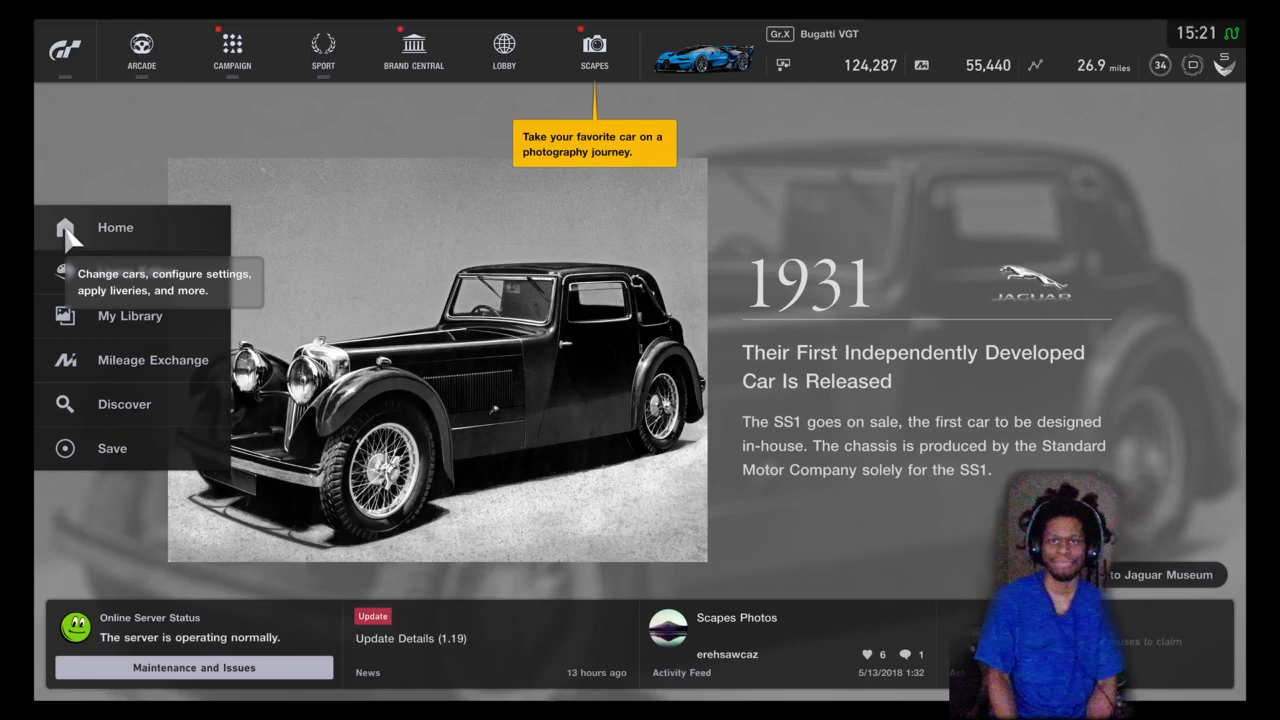 Gr.X Bugatti VGT
15:21
ARCADE
CAMPAIGN
SPORT
BRAND CENTRAL
LOBBY
SCAPES
124,287
55,440
26.9 miles
34
D
S
Take your favorite car on a
photography journey.
Home
Change cars, configure settings,
apply liveries, and more.
My Library
Mileage Exchange
Discover
Save
1931
JAGUAR
Their First Independently Developed
Car Is Released
The SS1 goes on sale, the first car to be designed
in-house. The chassis is produced by the Standard
Motor Company solely for the SS1.
to Jaguar Museum
Online Server Status
The server is operating normally.
Maintenance and Issues
Update
Update Details (1.19)
News
13 hours ago
Scapes Photos
erehsawcaz
6
1
Activity Feed
5/13/2018 1:32
to claim